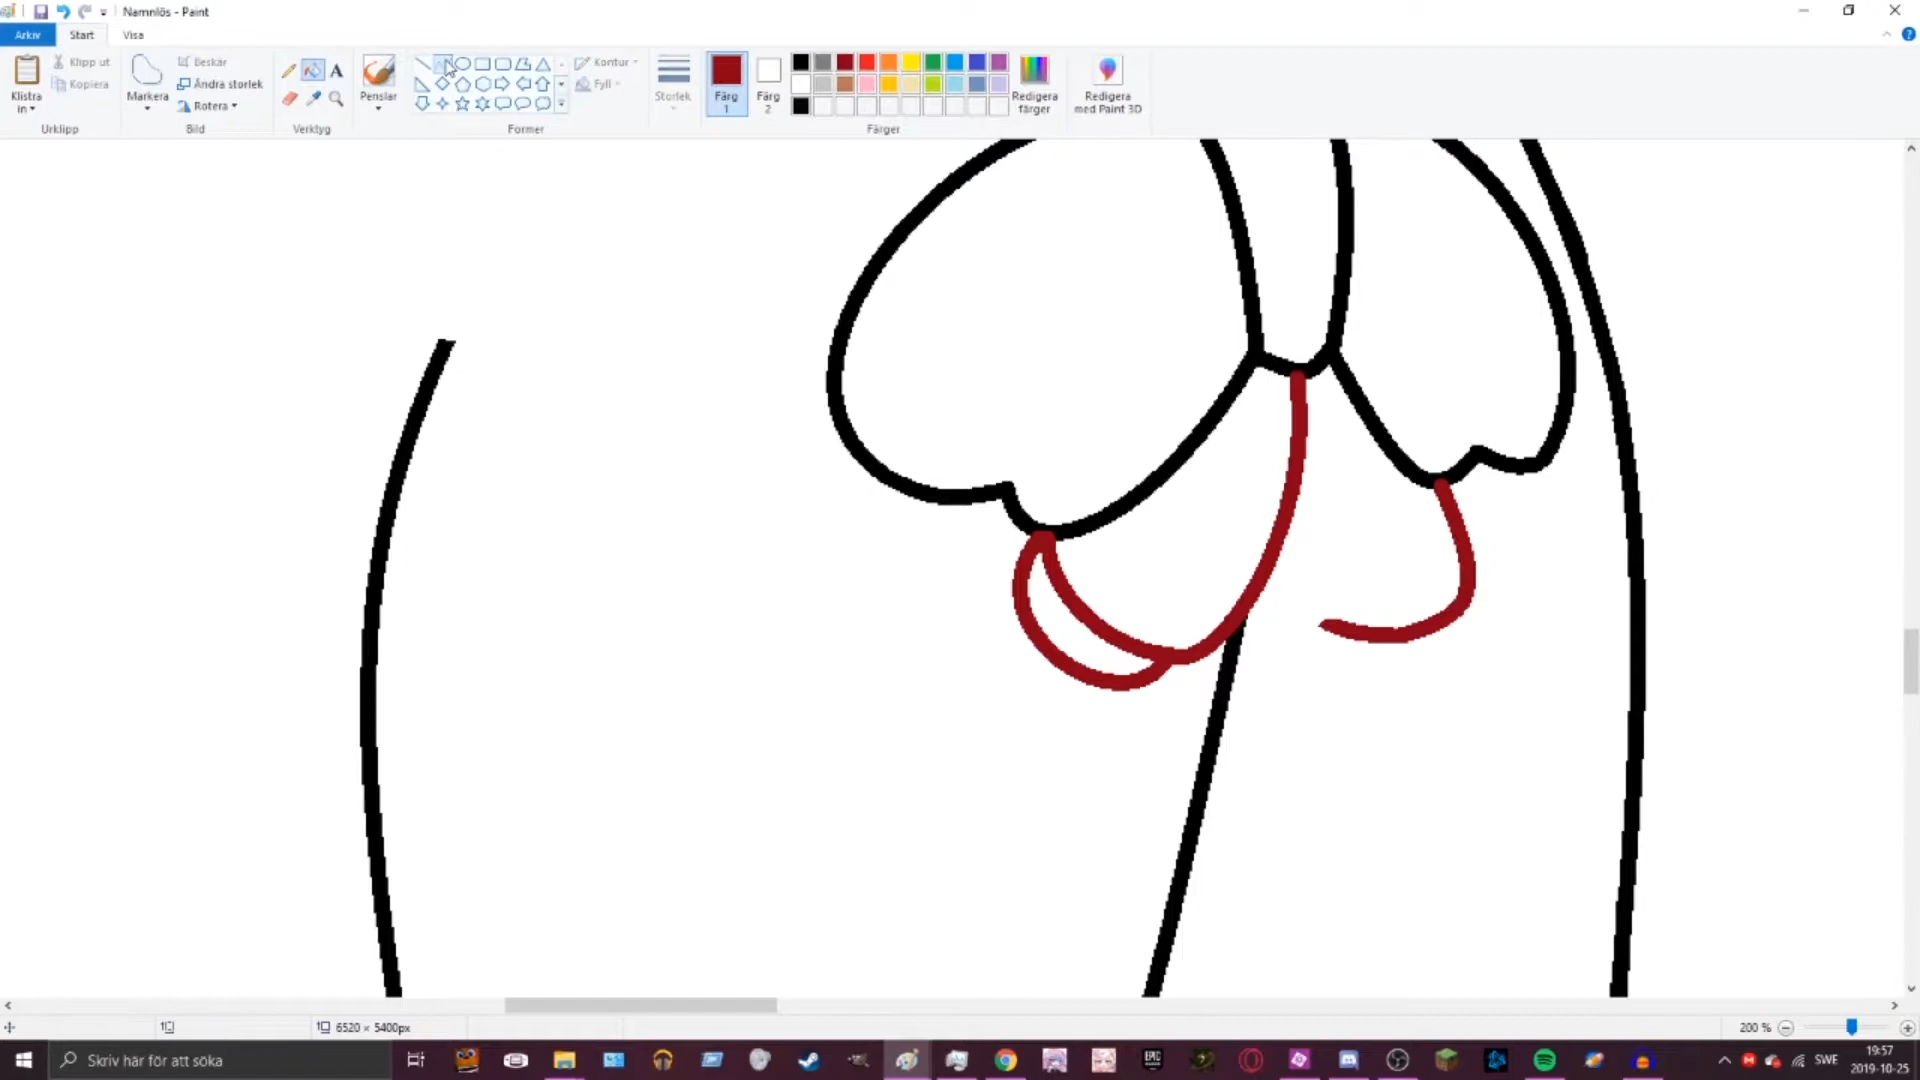 Namnlös - Paint
Arkiv Start Visa
Klistra in
Klipp ut
Kopiera
Urklipp
Markera
Beskär
Ändra storlek
Rotera
Bild
A
Verktyg
Penslar
Kontur
Fyll
Former
Storlek
Färg 1
Färg 2
Redigera färger
Färger
Redigera med Paint 3D
6520 × 5400px
200 %
Skriv här för att söka
EPIC
SWE
19:57
2019-10-25